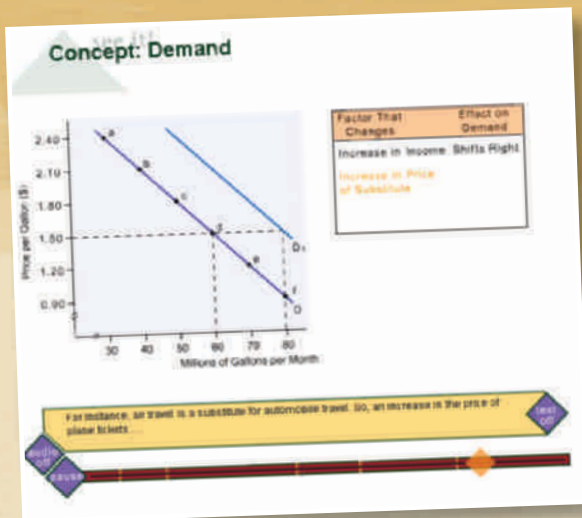 see it!
Concept: Demand
Price per Gallon ($)
2.40
2.10
1.80
1.50
1.20
0.90
0
a
b
c
d
e
f
D
D₁
30 40 50 60 70 80
Millions of Gallons per Month
Factor That Changes Effect on Demand
Increase in Income Shifts Right
Increase in Price
of Substitute
For instance, air travel is a substitute for automobile travel. So, an increase in the price of
plane tickets ...
audio off
pause
text off